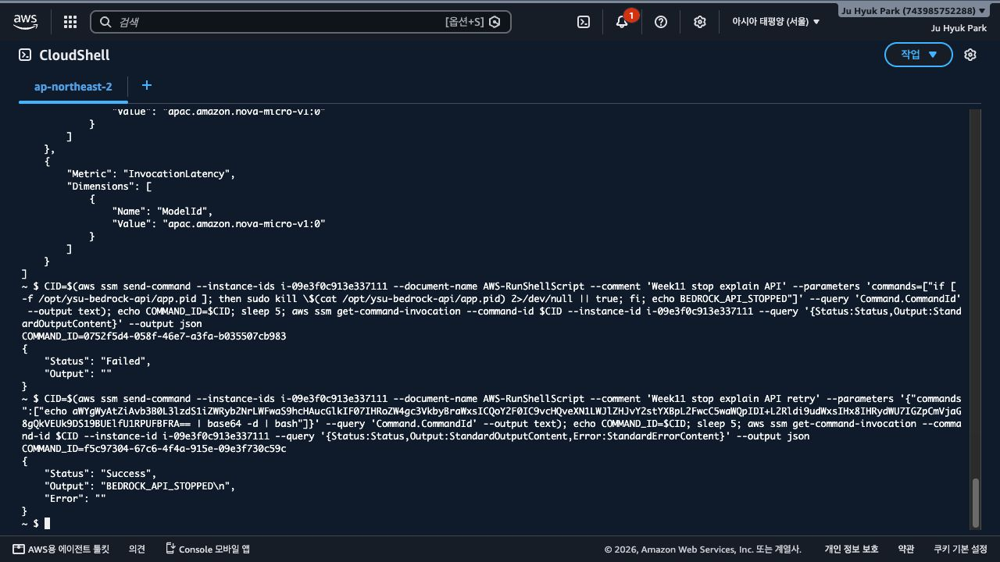 aws
검색
[옵션+S]
1
아시아 태평양 (서울) ▼
Ju Hyuk Park (743985752288) ▼
Ju Hyuk Park
CloudShell
작업 ▼
ap-northeast-2
+
"Value": "apac.amazon.nova-micro-v1:0"
}
]
},
{
"Metric": "InvocationLatency",
"Dimensions": [
{
"Name": "ModelId",
"Value": "apac.amazon.nova-micro-v1:0"
}
]
}
]
~ $ CID=$(aws ssm send-command --instance-ids i-09e3f0c913e337111 --document-name AWS-RunShellScript --comment 'Week11 stop explain API' --parameters 'commands=["if [
-f /opt/ysu-bedrock-api/app.pid ]; then sudo kill \$(cat /opt/ysu-bedrock-api/app.pid) 2>/dev/null || true; fi; echo BEDROCK_API_STOPPED"]' --query 'Command.CommandId'
--output text); echo COMMAND_ID=$CID; sleep 5; aws ssm get-command-invocation --command-id $CID --instance-id i-09e3f0c913e337111 --query '{Status:Status,Output:Stand
ardOutputContent}' --output json
COMMAND_ID=0752f5d4-058f-46e7-a3fa-b035507cb983
{
"Status": "Failed",
"Output": ""
}
~ $ CID=$(aws ssm send-command --instance-ids i-09e3f0c913e337111 --document-name AWS-RunShellScript --comment 'Week11 stop explain API retry' --parameters '{"commands
":["echo | base64 -d | bash"]}' --query 'Command.CommandId' --output text); echo COMMAND_ID=$CID; sleep 5; aws ssm get-command-invocation --comma
nd-id $CID --instance-id i-09e3f0c913e337111 --query '{Status:Status,Output:StandardOutputContent,Error:StandardErrorContent}' --output json
COMMAND_ID=f5c97304-67c6-4f4a-915e-09e3f730c59c
{
"Status": "Success",
"Output": "BEDROCK_API_STOPPED\n",
"Error": ""
}
~ $
AWS용 에이전트 툴킷
의견
Console 모바일 앱
© 2026, Amazon Web Services, Inc. 또는 계열사.
개인 정보 보호
약관
쿠키 기본 설정